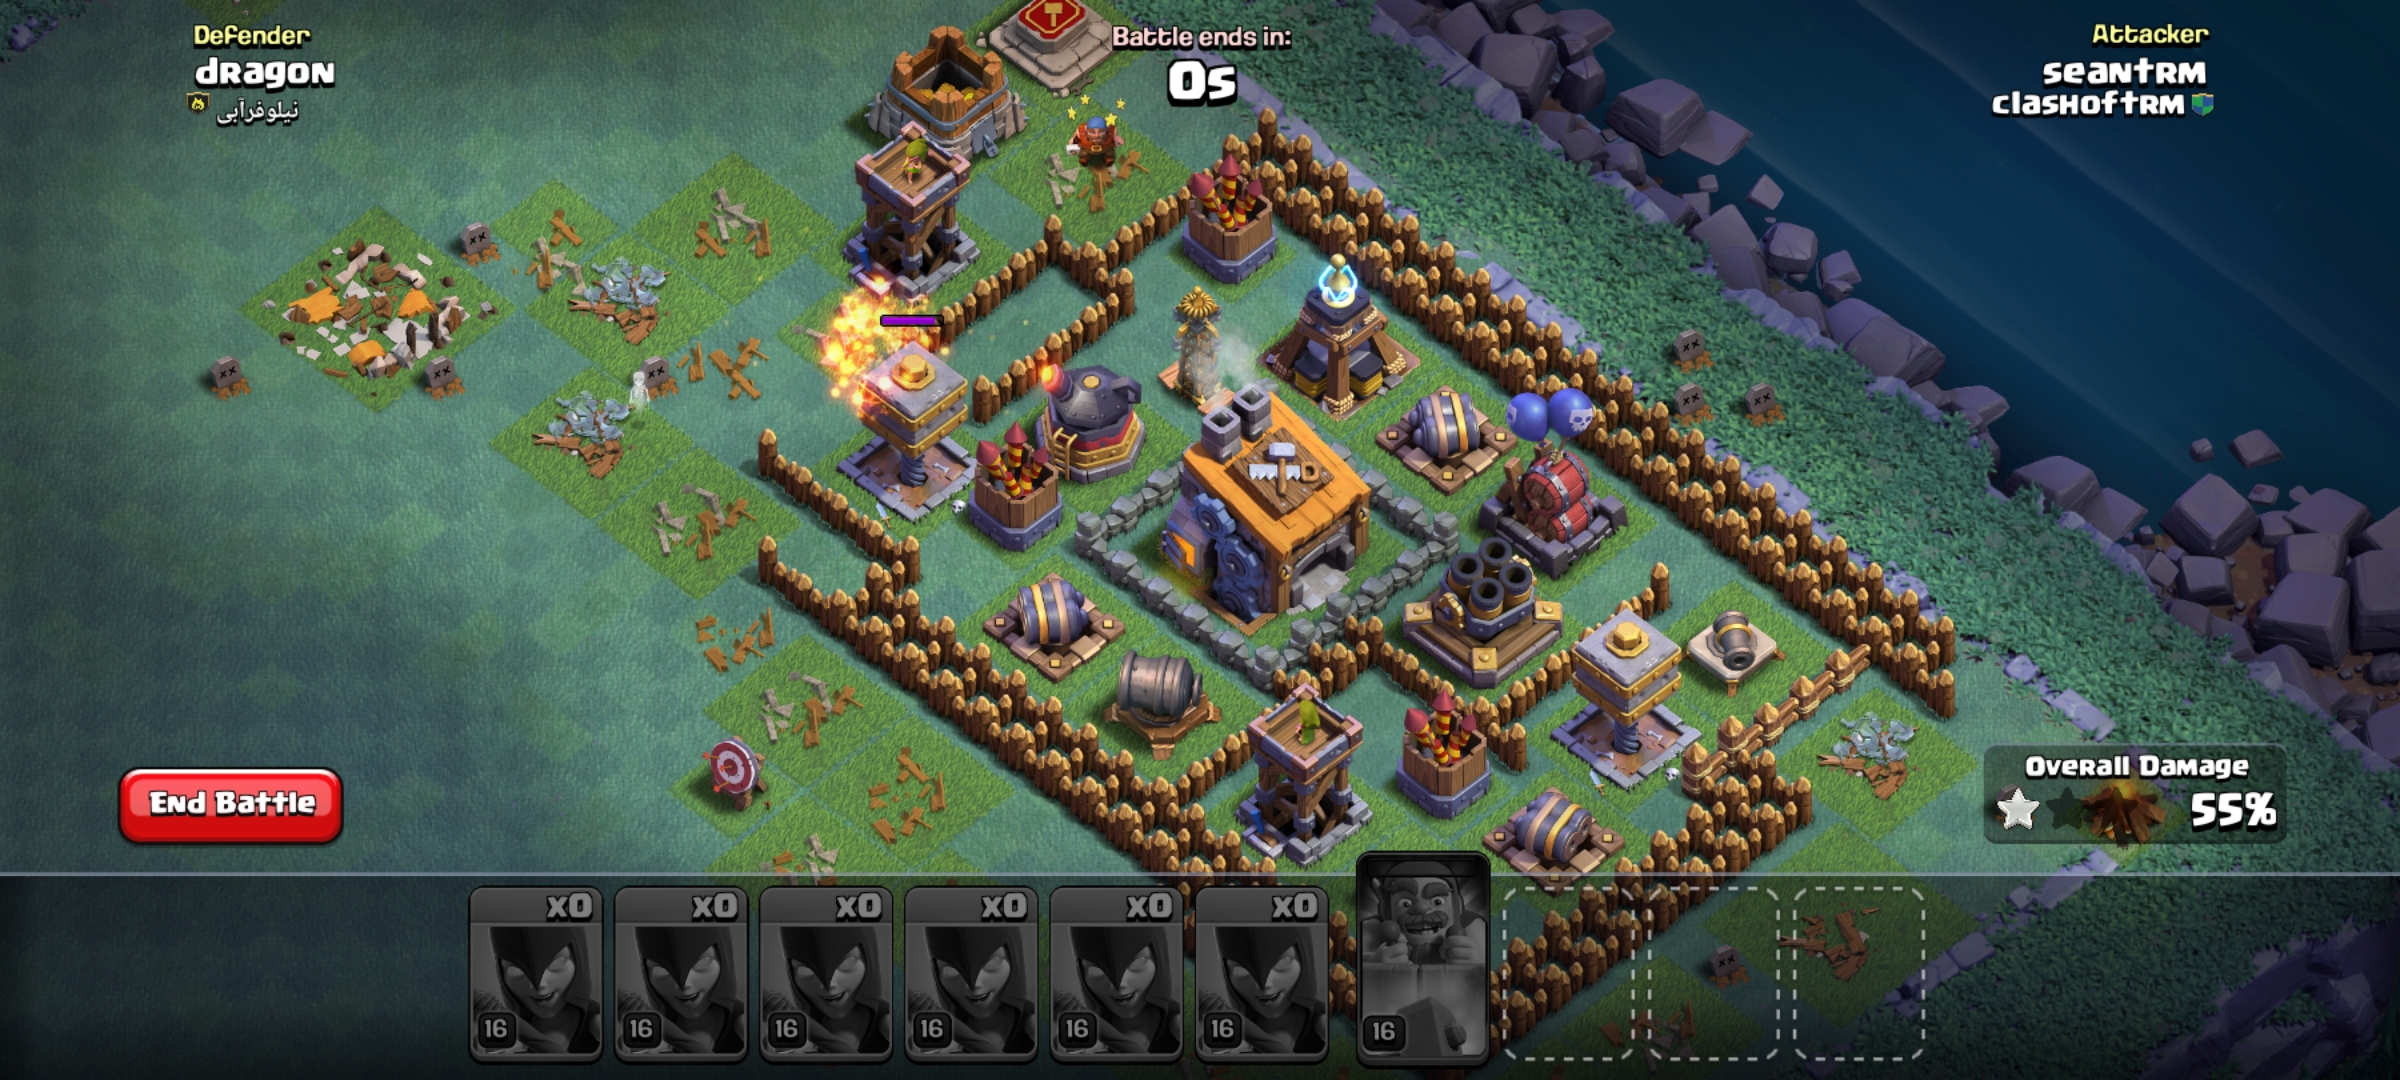 Defender
dragon
نیلوفرآبی
Battle ends in:
0s
Attacker
seantrm
clashoftrm
End Battle
Overall Damage
55%
x0
x0
x0
x0
x0
x0
16
16
16
16
16
16
16